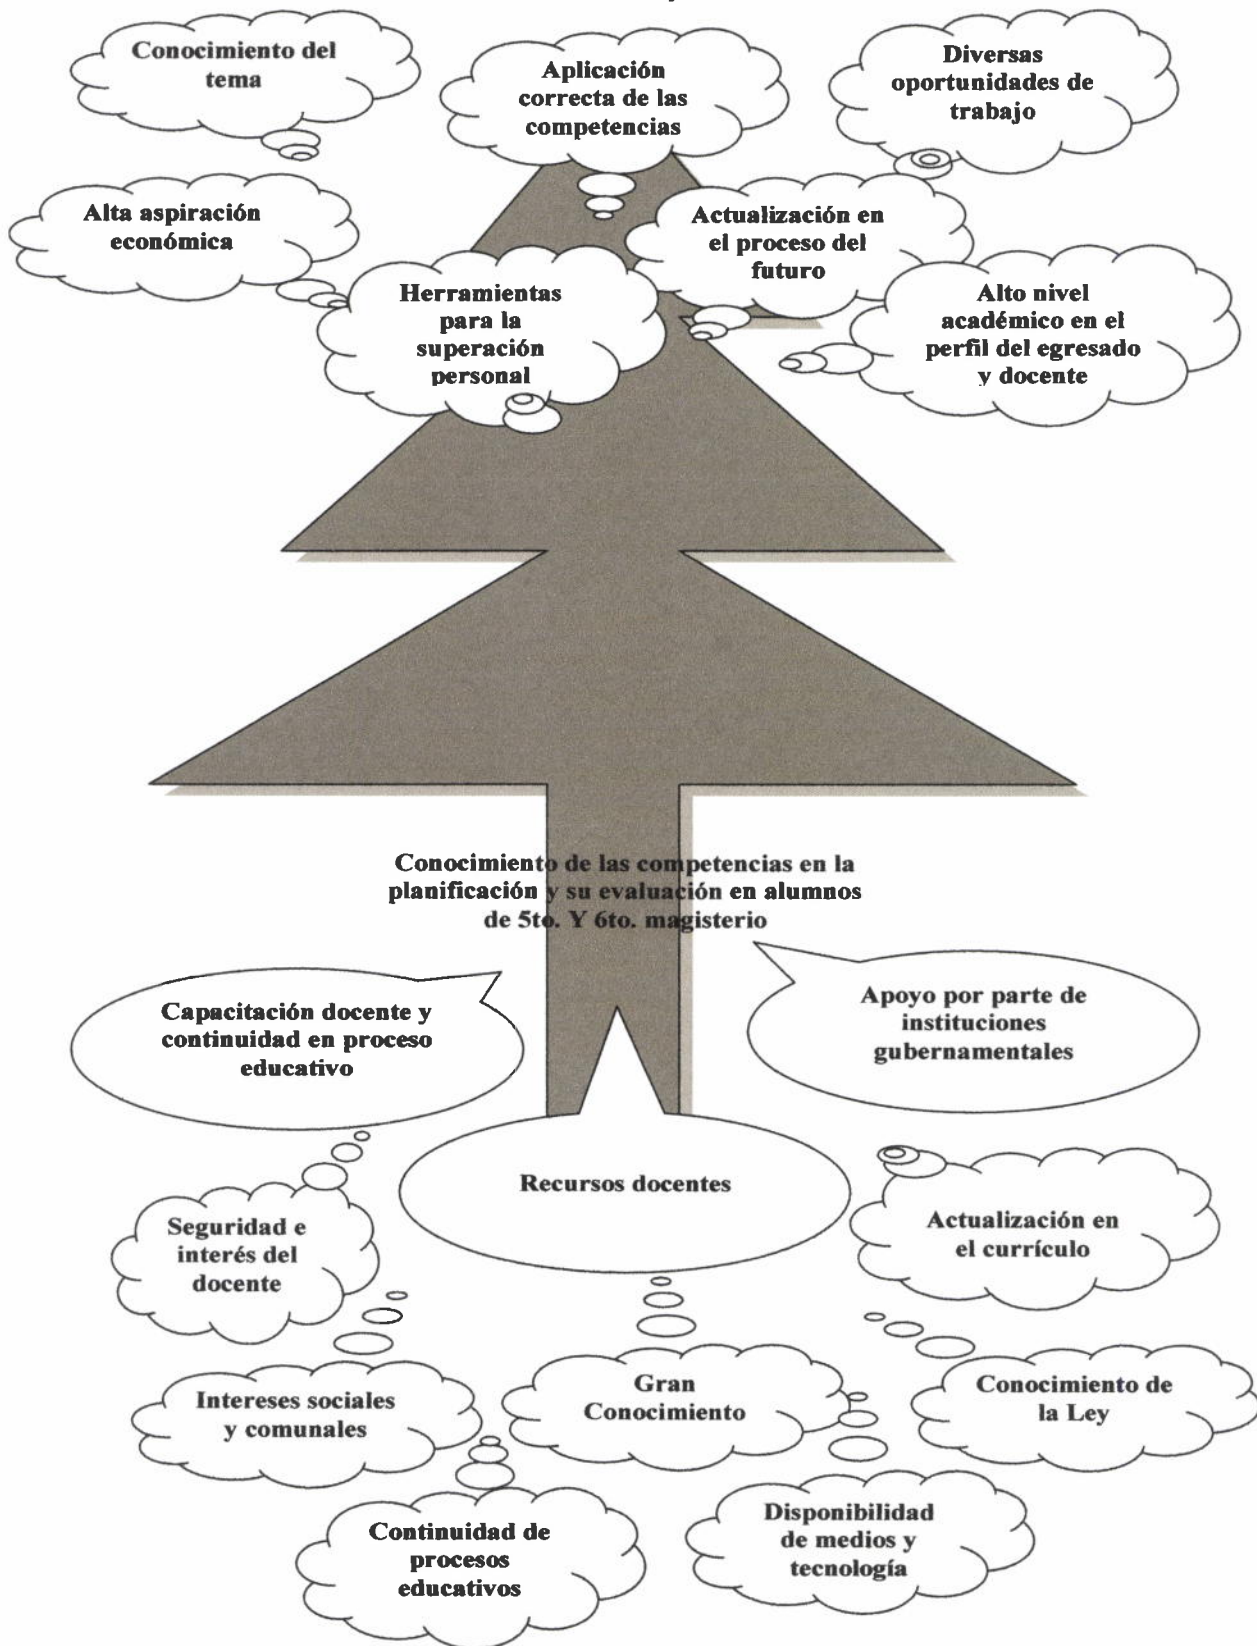 Conocimiento del
tema
Aplicación
correcta de las
competencias
Diversas
oportunidades de
trabajo
Alta aspiración
económica
Actualización en
el proceso del
futuro
Herramientas
para la
superación
personal
Alto nivel
académico en el
perfil del egresado
y docente
Conocimiento de las competencias en la
planificación y su evaluación en alumnos
de 5to. Y 6to. magisterio
Capacitación docente y
continuidad en proceso
educativo
Apoyo por parte de
instituciones
gubernamentales
Recursos docentes
Seguridad e
interés del
docente
Actualización en
el currículo
Intereses sociales
y comunales
Gran
Conocimiento
Conocimiento de
la Ley
Continuidad de
procesos
educativos
Disponibilidad
de medios y
tecnología